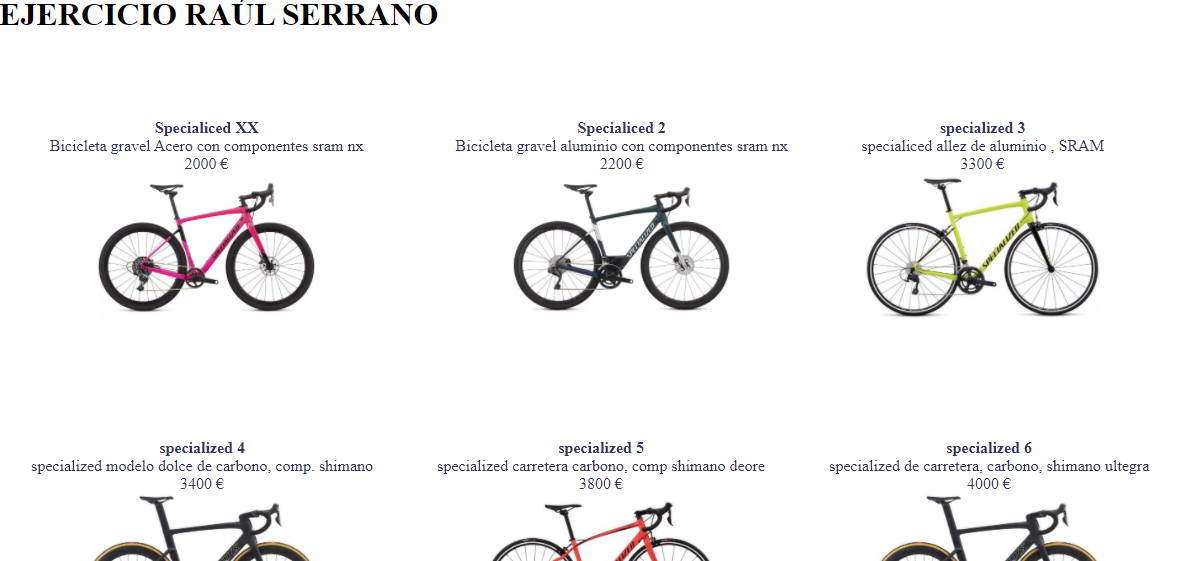 EJERCICIO RAÚL SERRANO
Specialiced XX
Bicicleta gravel Acero con componentes sram nx
2000 €
Specialiced 2
Bicicleta gravel aluminio con componentes sram nx
2200 €
specialized 3
specialiced allez de aluminio , SRAM
3300 €
SPECIALIZED
SPECIALIZED
SPECIALIZED
specialized 4
specialized modelo dolce de carbono, comp. shimano
3400 €
specialized 5
specialized carretera carbono, comp shimano deore
3800 €
specialized 6
specialized de carretera, carbono, shimano ultegra
4000 €